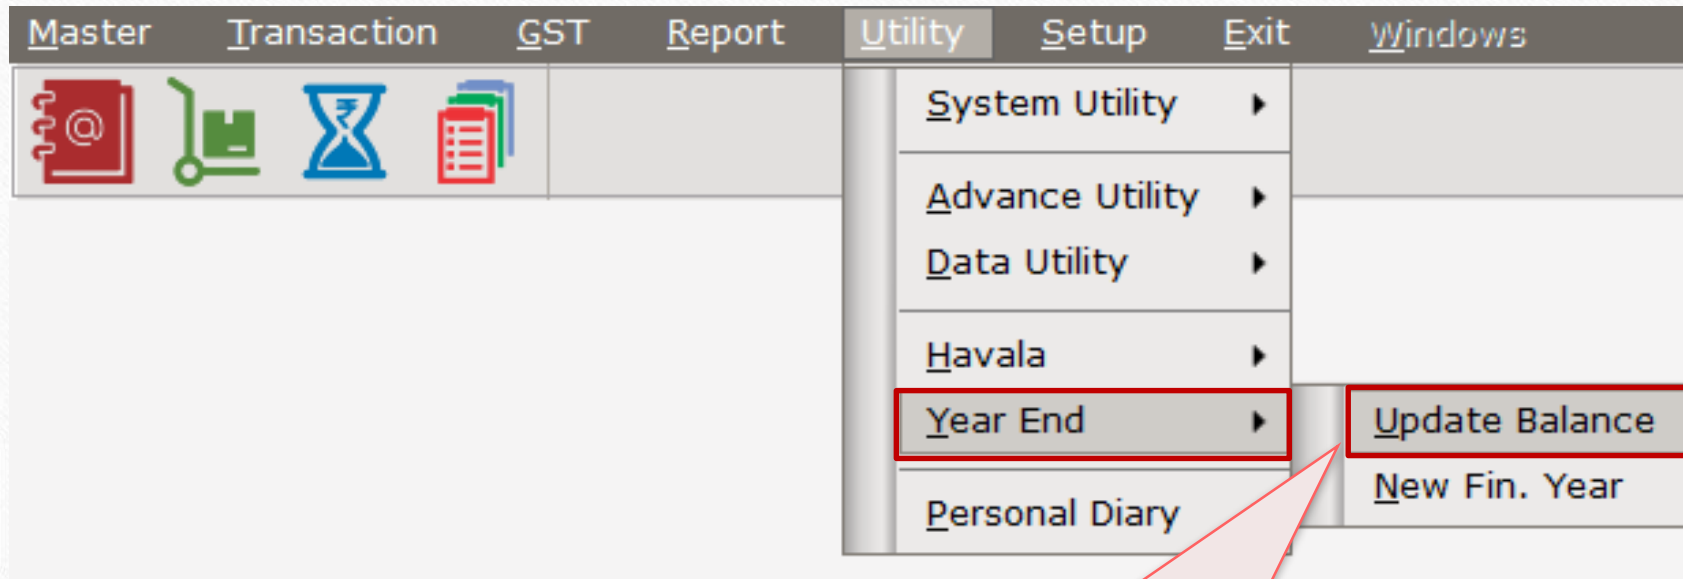 Master Transaction GST Report Utility Setup Exit Windows
@ ₹
System Utility
Advance Utility
Data Utility
Havala
Year End
Update Balance
New Fin. Year
Personal Diary